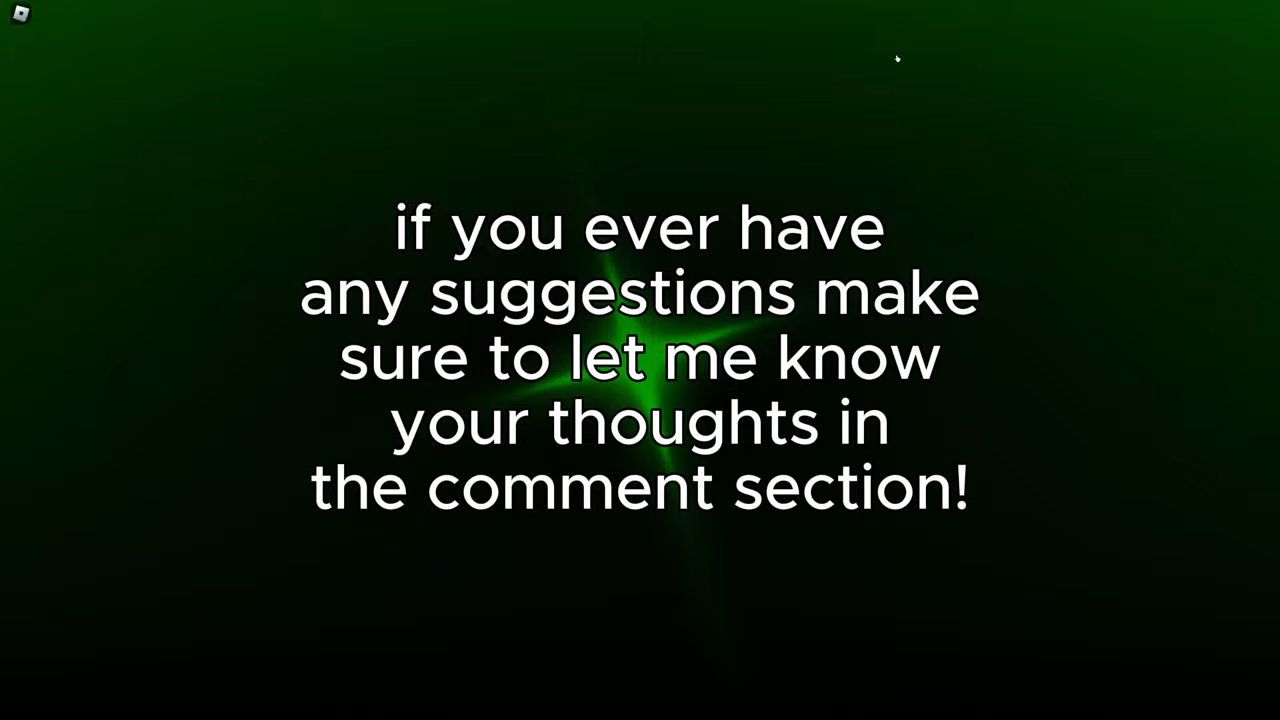 if you ever have
any suggestions make
sure to let me know
your thoughts in
the comment section!